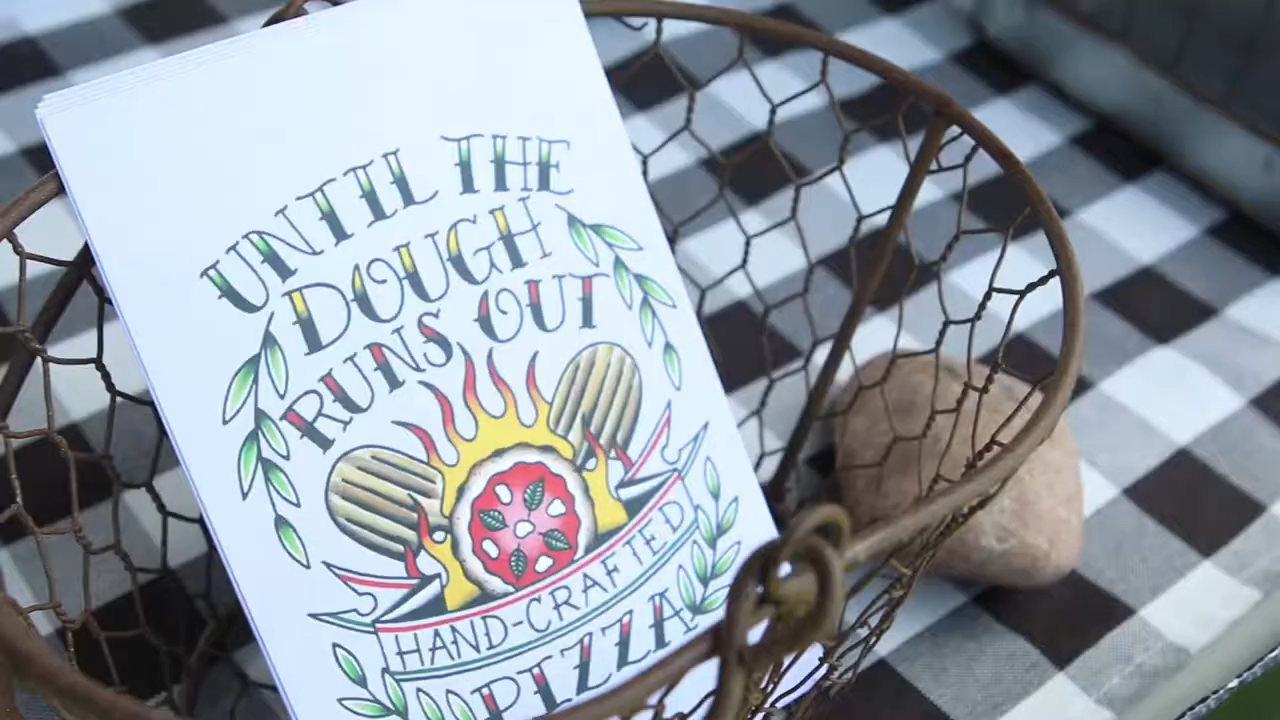 UNTIL THE
DOUGH
RUNS OUT
HAND-CRAFTED
PIZZA